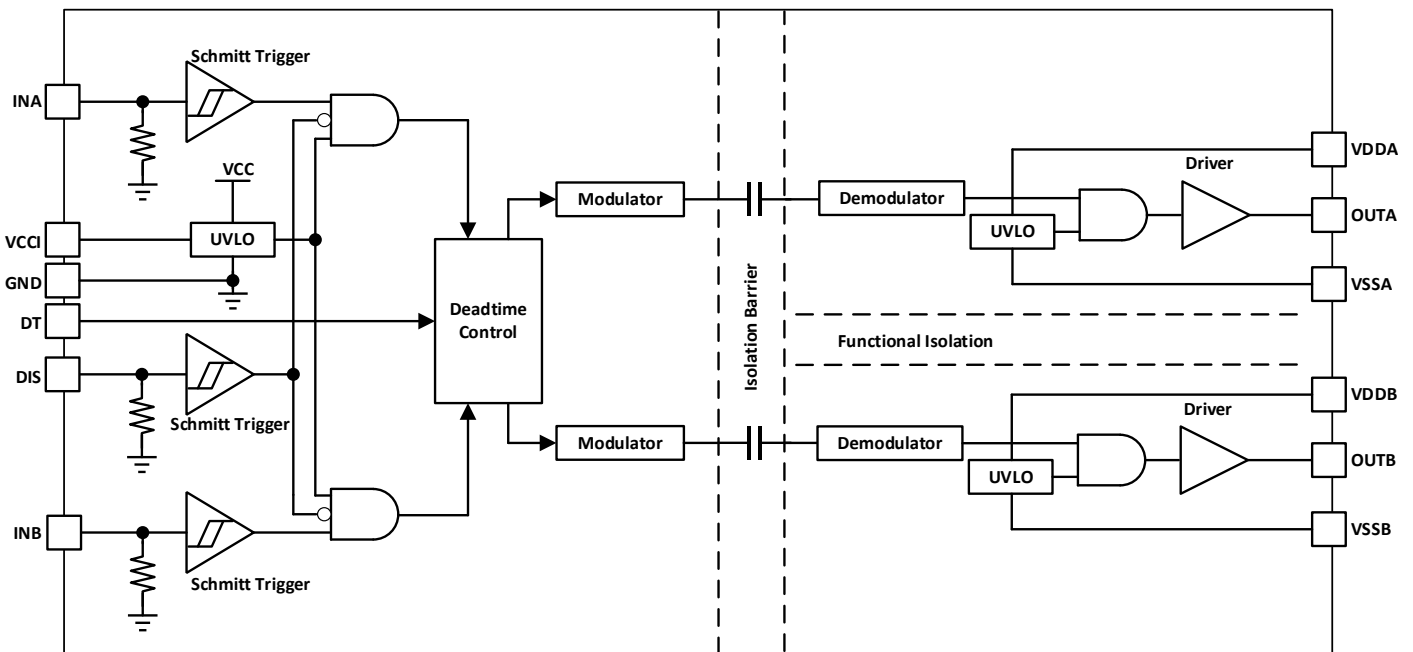 Schmitt Trigger
INA
VCC
VCCI
UVLO
GND
DT
DIS
Schmitt Trigger
INB
Schmitt Trigger
Deadtime
Control
Modulator
Modulator
Isolation Barrier
Demodulator
UVLO
Driver
VDDA
OUTA
VSSA
Functional Isolation
Demodulator
UVLO
Driver
VDDB
OUTB
VSSB